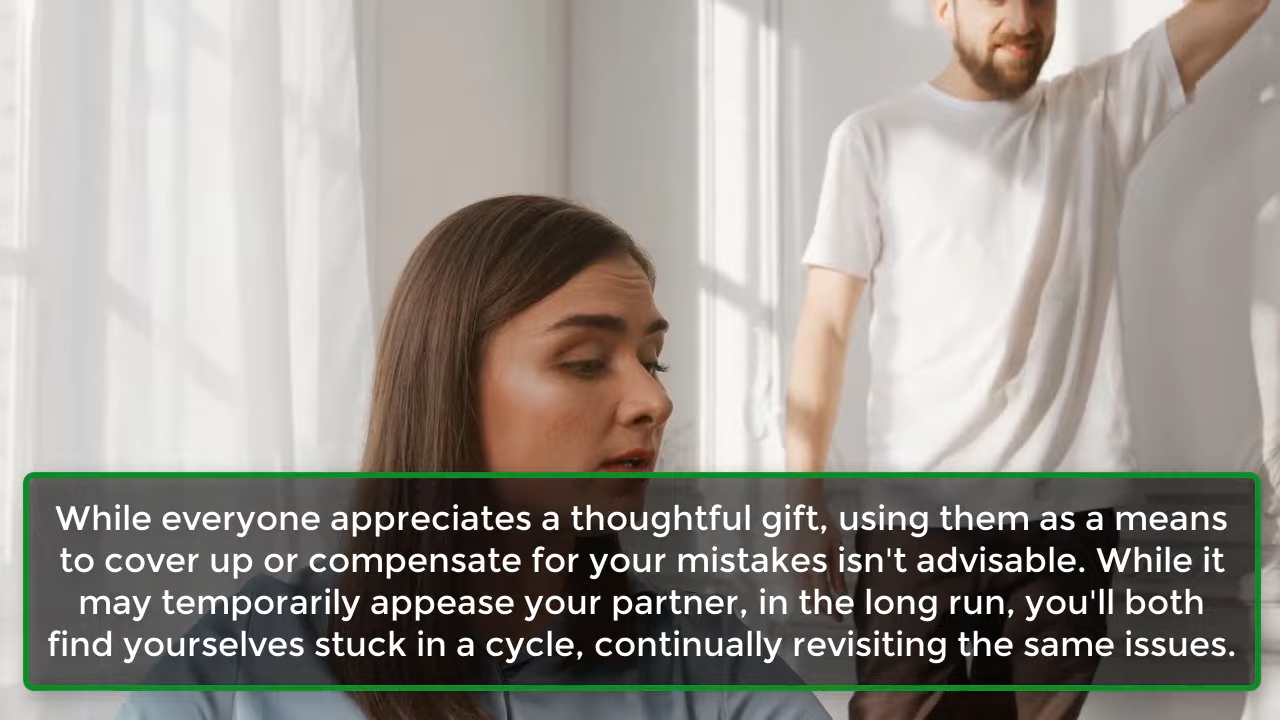 While everyone appreciates a thoughtful gift, using them as a means
to cover up or compensate for your mistakes isn't advisable. While it
may temporarily appease your partner, in the long run, you'll both
find yourselves stuck in a cycle, continually revisiting the same issues.